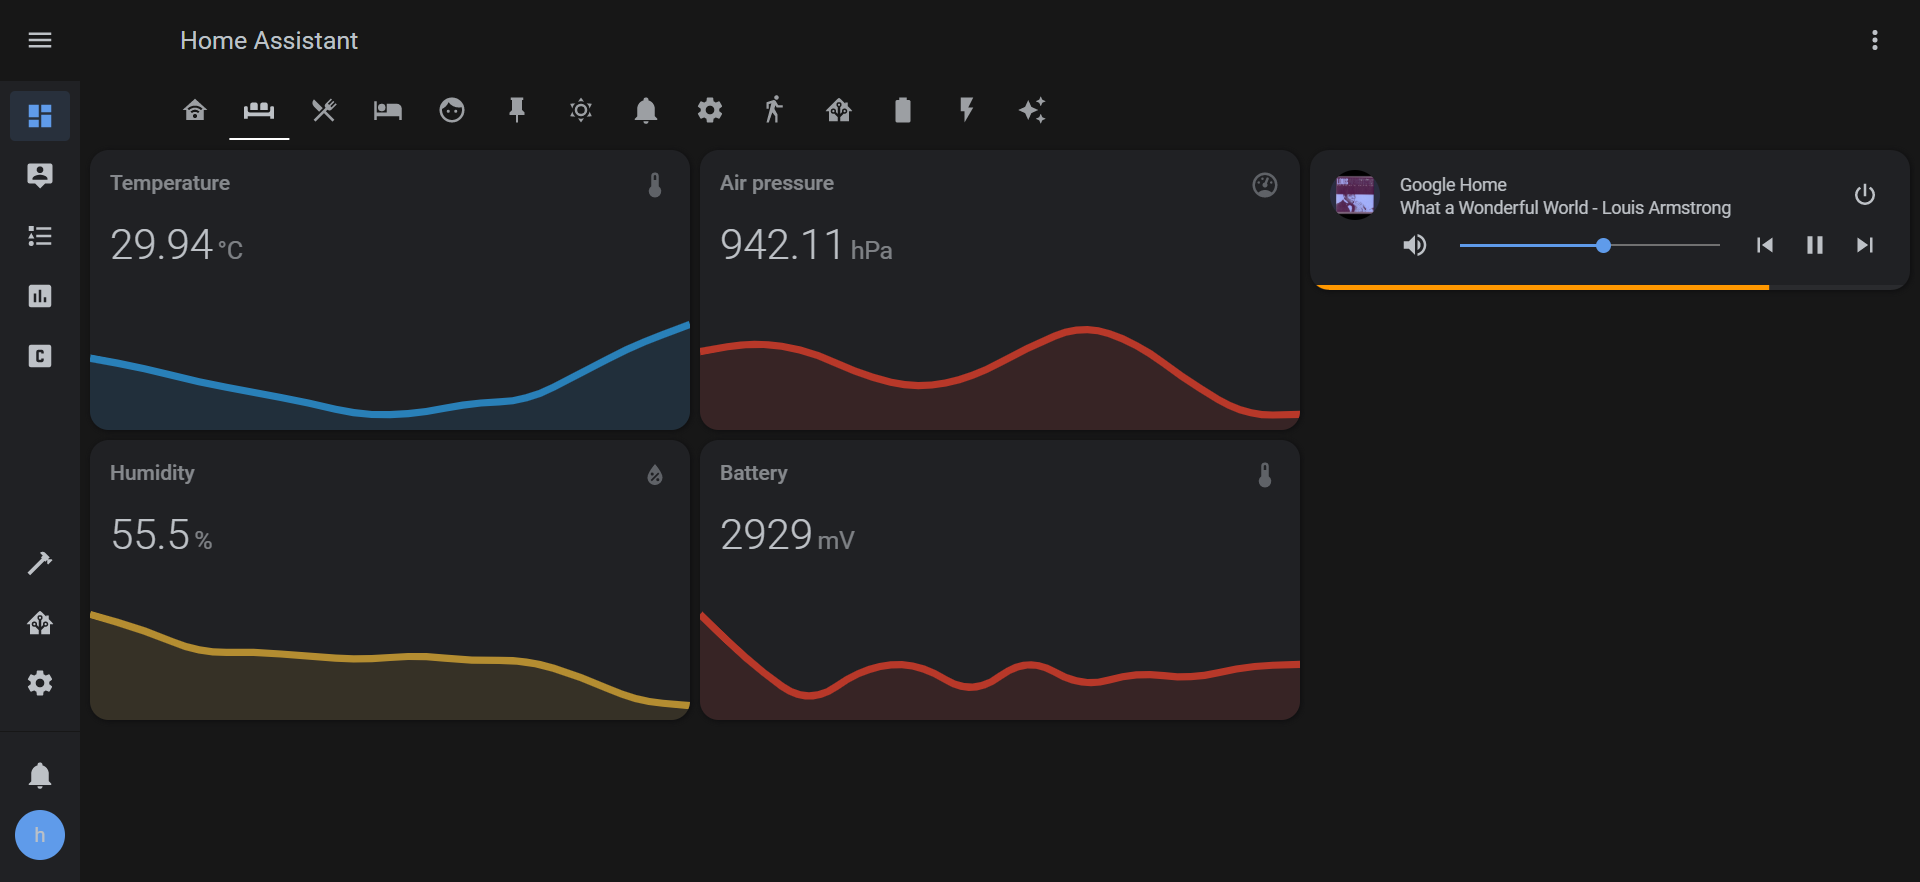 Home Assistant
C
Temperature
29.94 °C
Air pressure
942.11 hPa
Google Home
What a Wonderful World - Louis Armstrong
Humidity
55.5 %
Battery
2929 mV
h